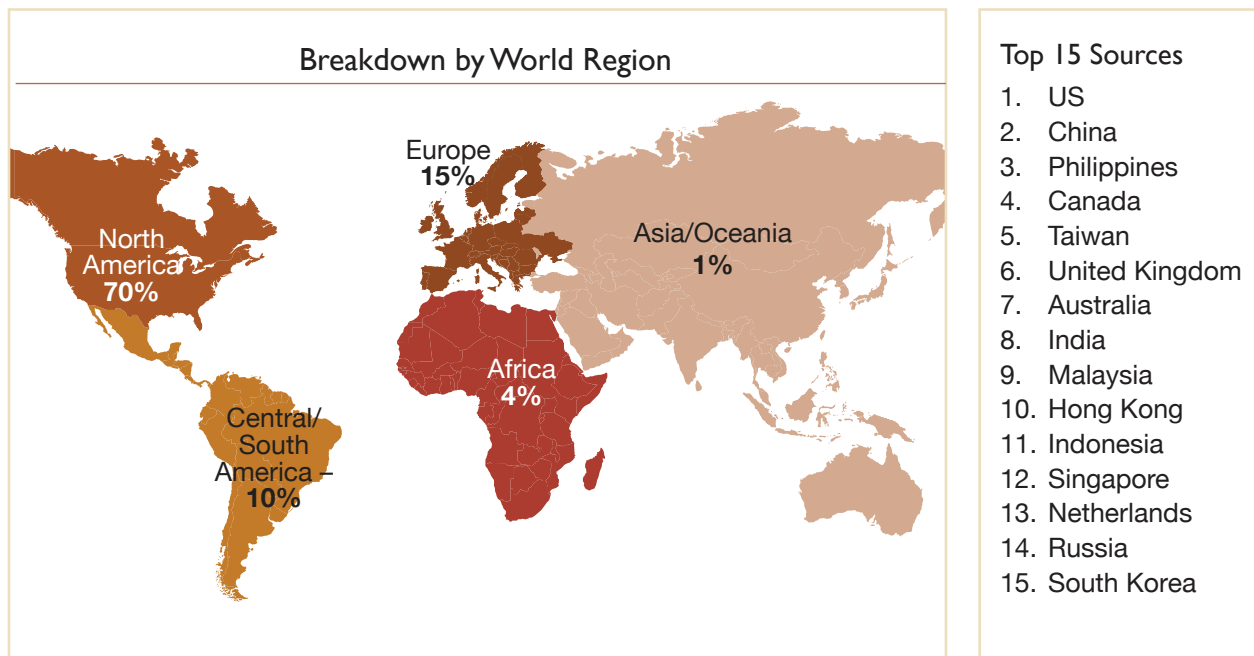 Breakdown by World Region
Europe
15%
North
America
70%
Asia/Oceania
1%
Africa
4%
Central/
South
America –
10%
Top 15 Sources
1. US
2. China
3. Philippines
4. Canada
5. Taiwan
6. United Kingdom
7. Australia
8. India
9. Malaysia
10. Hong Kong
11. Indonesia
12. Singapore
13. Netherlands
14. Russia
15. South Korea